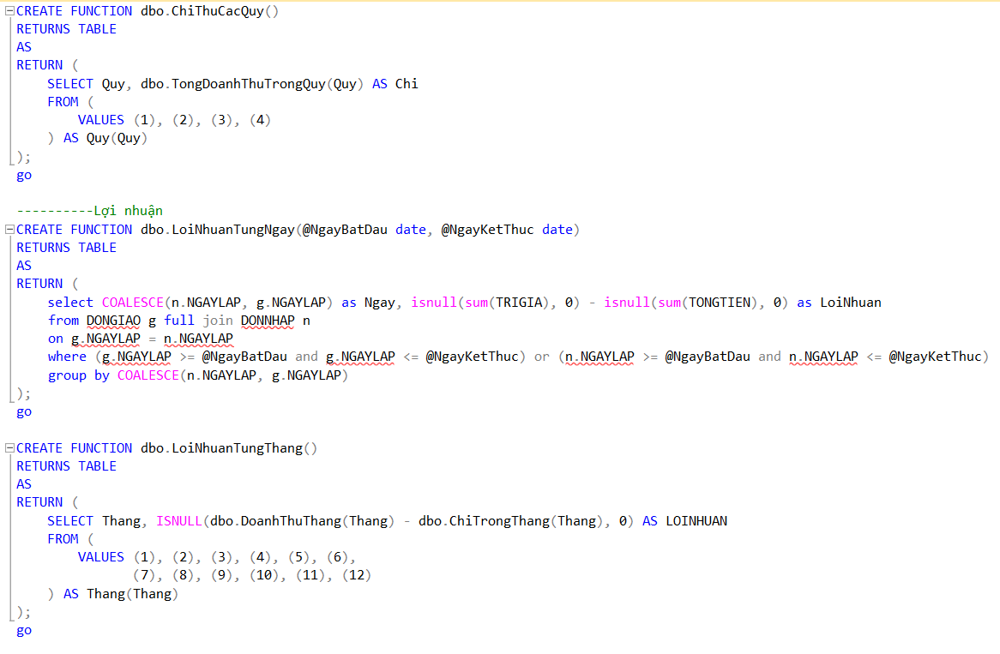 CREATE FUNCTION dbo.ChiThuCacQuy()
RETURNS TABLE
AS
RETURN (
    SELECT Quy, dbo.TongDoanhThuTrongQuy(Quy) AS Chi
    FROM (
        VALUES (1), (2), (3), (4)
    ) AS Quy(Quy)
);
go

----------Lợi nhuận
CREATE FUNCTION dbo.LoiNhuanTungNgay(@NgayBatDau date, @NgayKetThuc date)
RETURNS TABLE
AS
RETURN (
    select COALESCE(n.NGAYLAP, g.NGAYLAP) as Ngay, isnull(sum(TRIGIA), 0) - isnull(sum(TONGTIEN), 0) as LoiNhuan
    from DONGIAO g full join DONNHAP n
    on g.NGAYLAP = n.NGAYLAP
    where (g.NGAYLAP >= @NgayBatDau and g.NGAYLAP <= @NgayKetThuc) or (n.NGAYLAP >= @NgayBatDau and n.NGAYLAP <= @NgayKetThuc)
    group by COALESCE(n.NGAYLAP, g.NGAYLAP)
);
go

CREATE FUNCTION dbo.LoiNhuanTungThang()
RETURNS TABLE
AS
RETURN (
    SELECT Thang, ISNULL(dbo.DoanhThuThang(Thang) - dbo.ChiTrongThang(Thang), 0) AS LOINHUAN
    FROM (
        VALUES (1), (2), (3), (4), (5), (6),
               (7), (8), (9), (10), (11), (12)
    ) AS Thang(Thang)
);
go